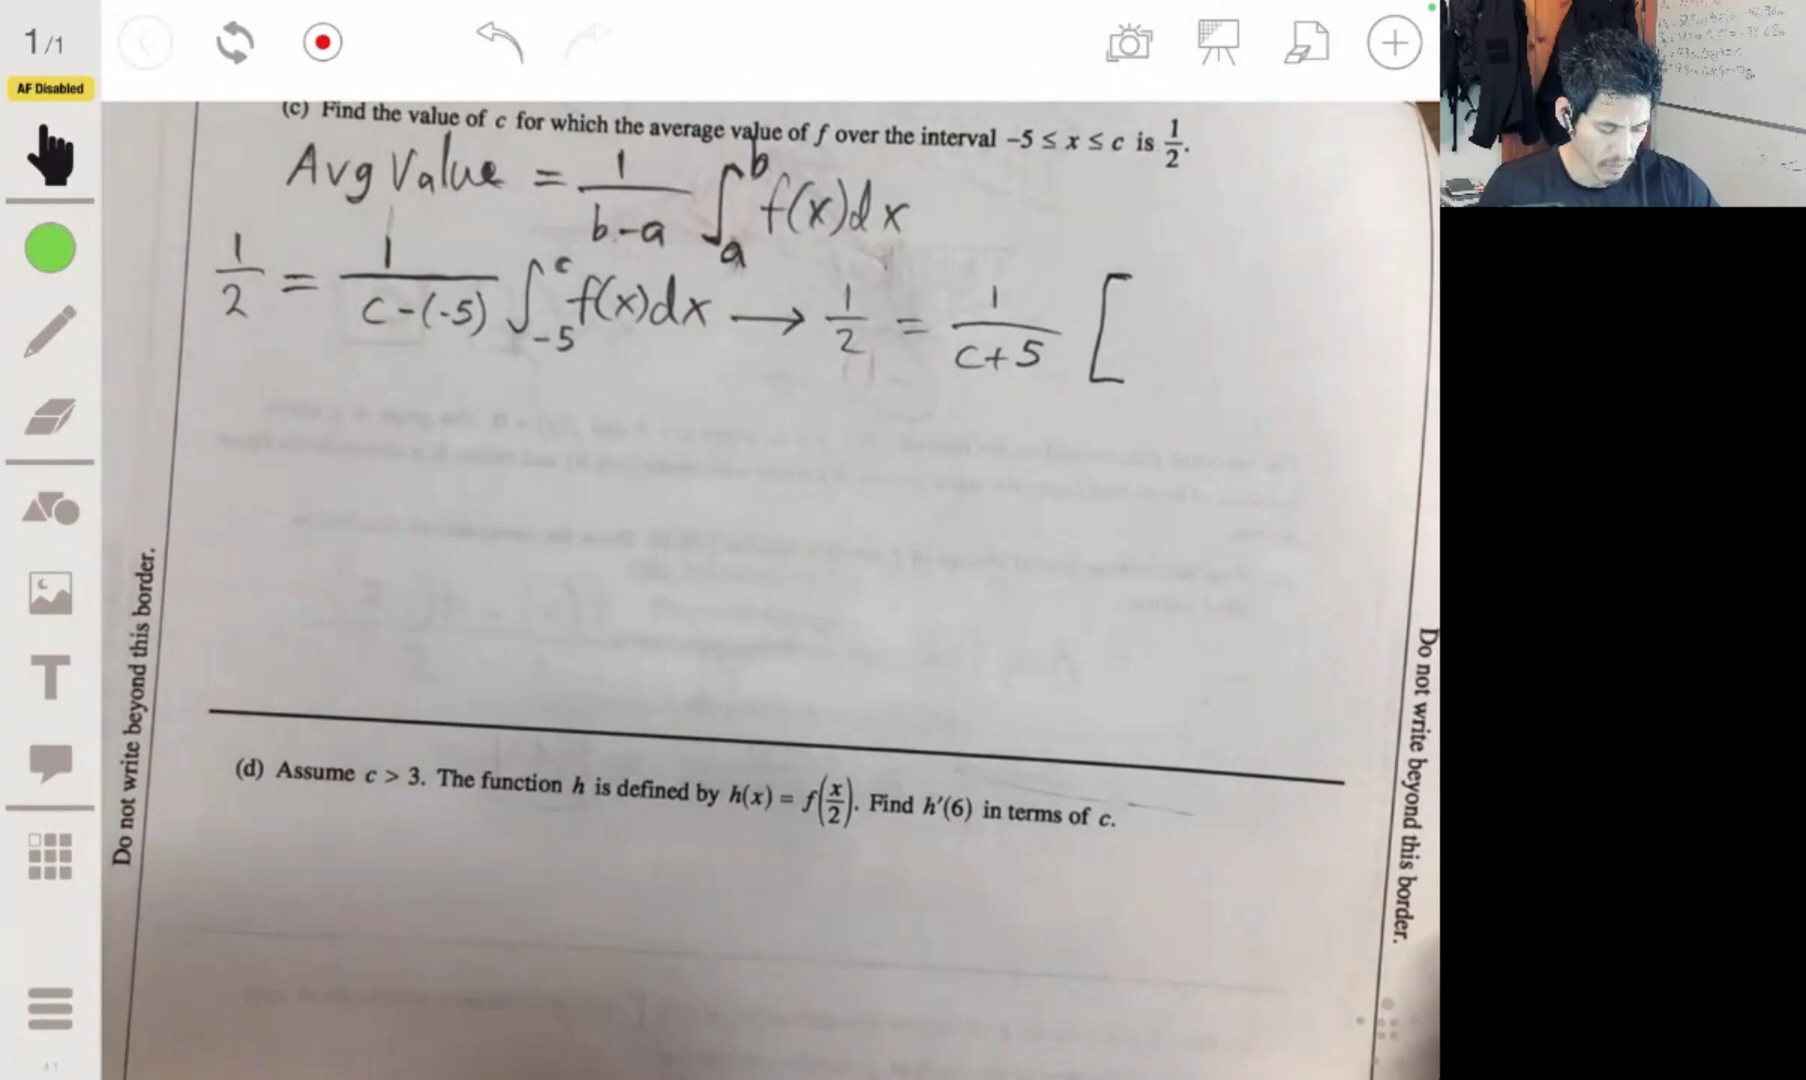 1/1
AF Disabled
(c) Find the value of c for which the average value of f over the interval −5 ≤ x ≤ c is 1/2.
Avg Value = 1/(b-a) ∫_a^b f(x)dx
1/2 = 1/(c-(-5)) ∫_-5^c f(x)dx → 1/2 = 1/(c+5) [
Do not write beyond this border.
Do not write beyond this border.
(d) Assume c > 3. The function h is defined by h(x) = f(x/2). Find h′(6) in terms of c.
T